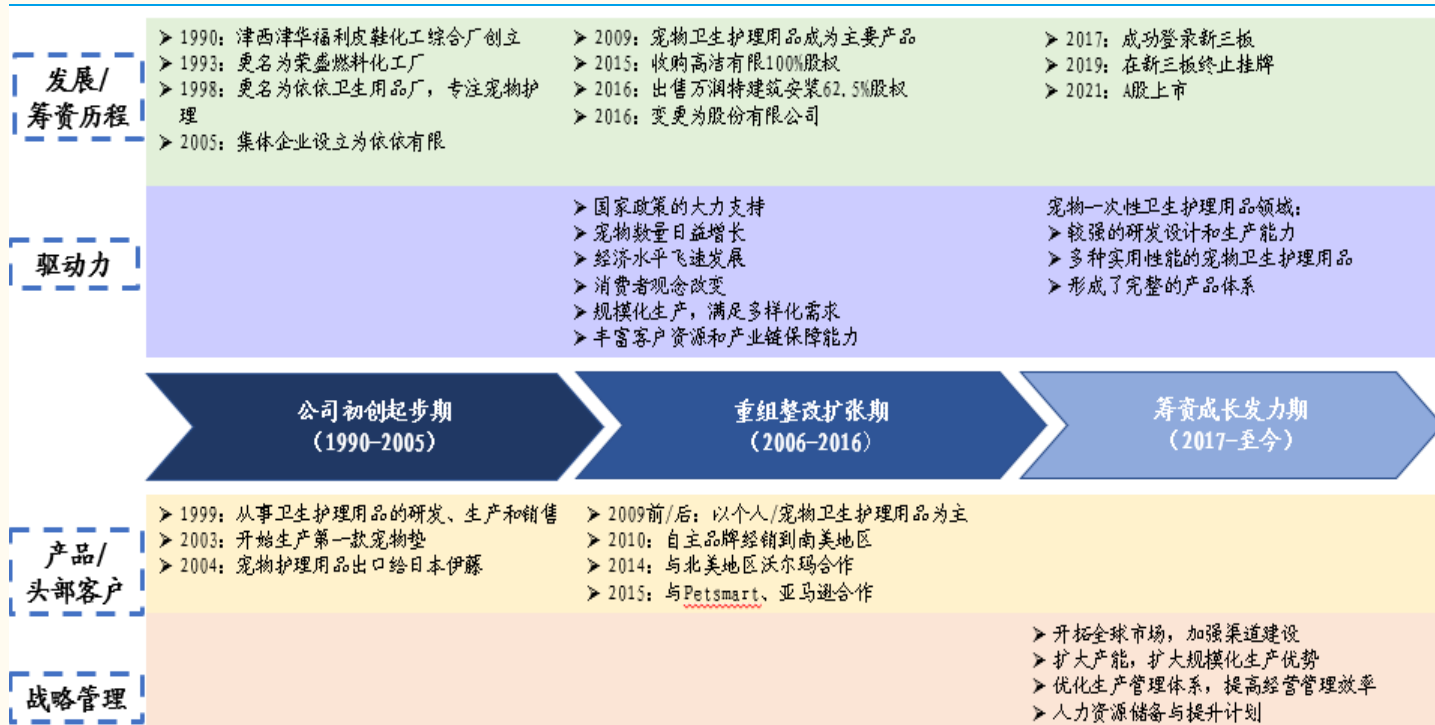 发展/
筹资历程
➢ 1990：津西津华福利皮鞋化工综合厂创立
➢ 1993：更名为荣盛燃料化工厂
➢ 1998：更名为依依卫生用品厂，专注宠物护
理
➢ 2005：集体企业设立为依依有限
➢ 2009：宠物卫生护理用品成为主要产品
➢ 2015：收购高洁有限100%股权
➢ 2016：出售万润特建筑安装62.5%股权
➢ 2016：变更为股份有限公司
➢ 2017：成功登录新三板
➢ 2019：在新三板终止挂牌
➢ 2021：A股上市
驱动力
➢ 国家政策的大力支持
➢ 宠物数量日益增长
➢ 经济水平飞速发展
➢ 消费者观念改变
➢ 规模化生产，满足多样化需求
➢ 丰富客户资源和产业链保障能力
宠物一次性卫生护理用品领域：
➢ 较强的研发设计和生产能力
➢ 多种实用性能的宠物卫生护理用品
➢ 形成了完整的产品体系
公司初创起步期
（1990-2005）
重组整改扩张期
（2006-2016）
筹资成长发力期
（2017-至今）
产品/
头部客户
➢ 1999：从事卫生护理用品的研发、生产和销售
➢ 2003：开始生产第一款宠物垫
➢ 2004：宠物护理用品出口给日本伊藤
➢ 2009前/后：以个人/宠物卫生护理用品为主
➢ 2010：自主品牌经销到南美地区
➢ 2014：与北美地区沃尔玛合作
➢ 2015：与Petsmart、亚马逊合作
战略管理
➢ 开拓全球市场，加强渠道建设
➢ 扩大产能，扩大规模化生产优势
➢ 优化生产管理体系，提高经营管理效率
➢ 人力资源储备与提升计划